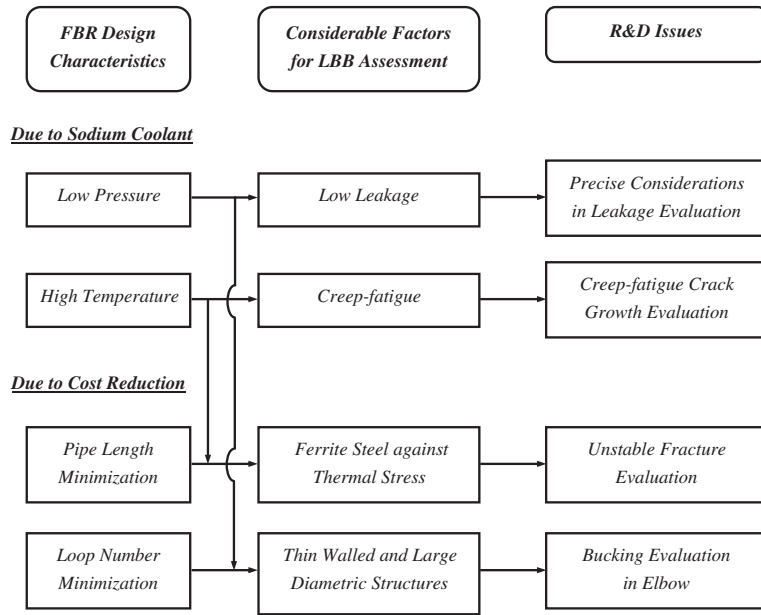 FBR Design
Characteristics
Considerable Factors
for LBB Assessment
R&D Issues
Due to Sodium Coolant
Low Pressure
Low Leakage
Precise Considerations
in Leakage Evaluation
High Temperature
Creep-fatigue
Creep-fatigue Crack
Growth Evaluation
Due to Cost Reduction
Pipe Length
Minimization
Ferrite Steel against
Thermal Stress
Unstable Fracture
Evaluation
Loop Number
Minimization
Thin Walled and Large
Diametric Structures
Bucking Evaluation
in Elbow